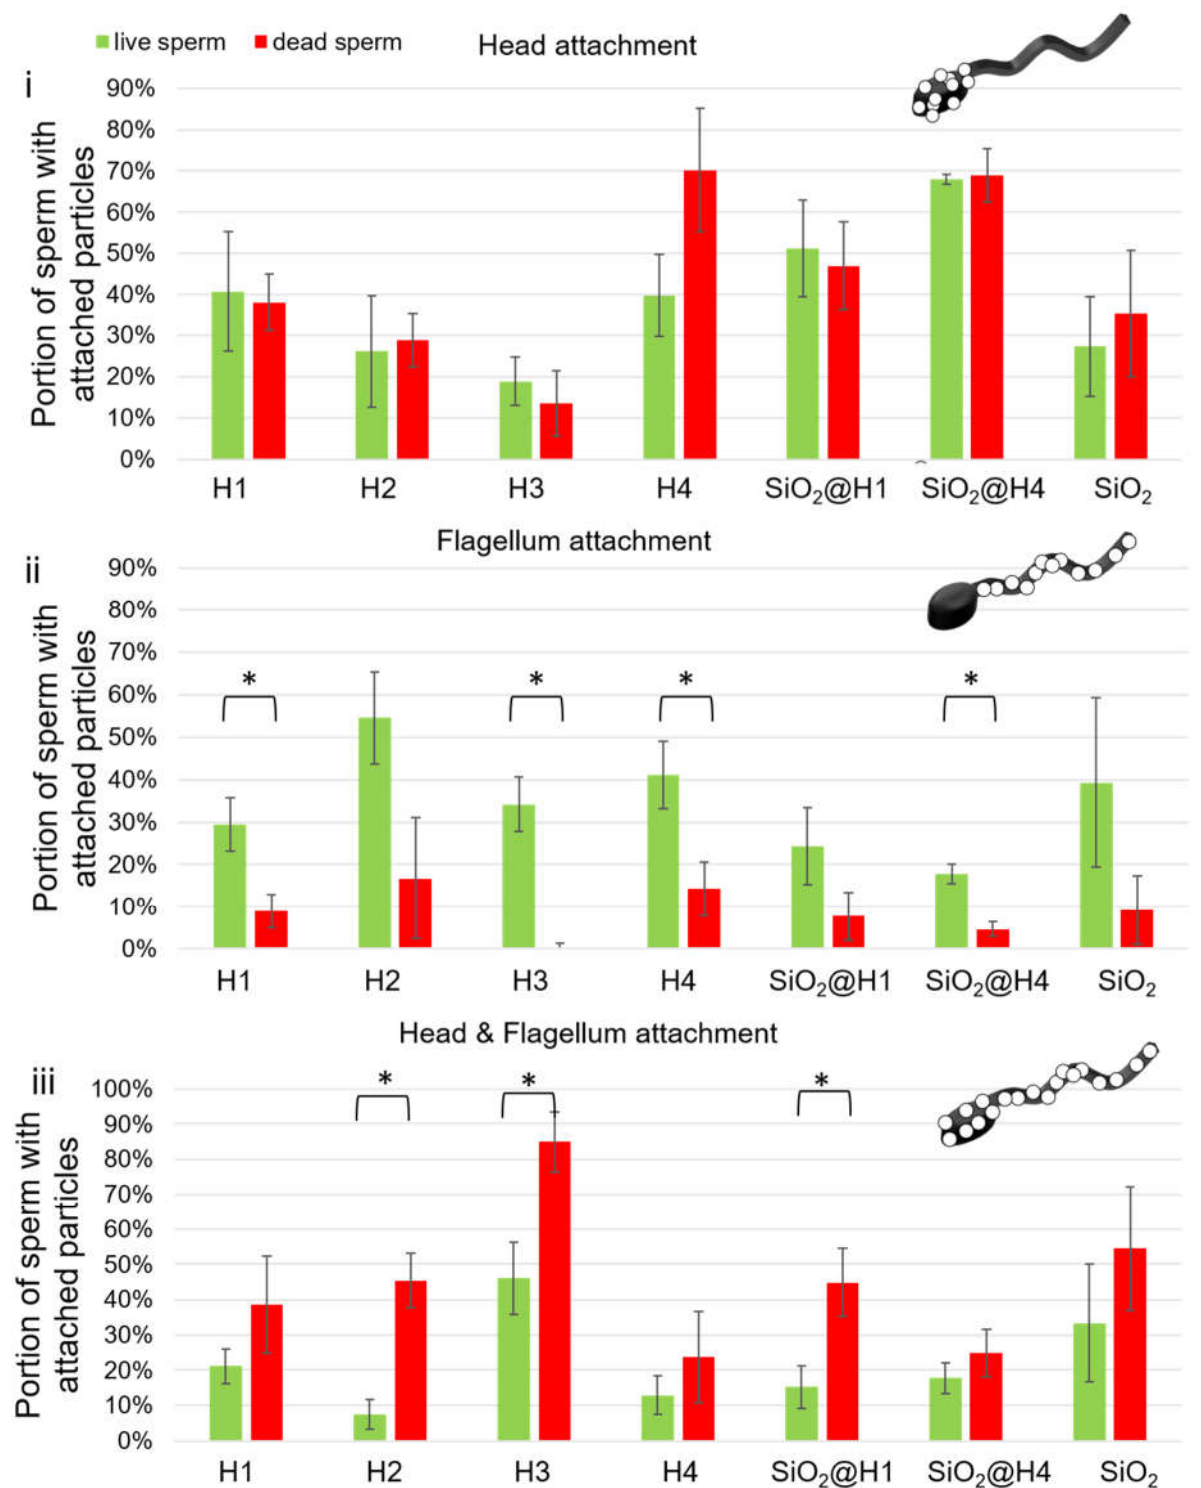 live sperm dead sperm Head attachment
i
90%
80%
70%
60%
50%
40%
30%
20%
10%
0%
Portion of sperm with
attached particles
H1 H2 H3 H4 SiO₂@H1 SiO₂@H4 SiO₂
Flagellum attachment
ii
90%
80%
70%
60%
50%
40%
30%
20%
10%
0%
Portion of sperm with
attached particles
* * * *
H1 H2 H3 H4 SiO₂@H1 SiO₂@H4 SiO₂
Head & Flagellum attachment
iii
100%
90%
80%
70%
60%
50%
40%
30%
20%
10%
0%
Portion of sperm with
attached particles
* * *
H1 H2 H3 H4 SiO₂@H1 SiO₂@H4 SiO₂